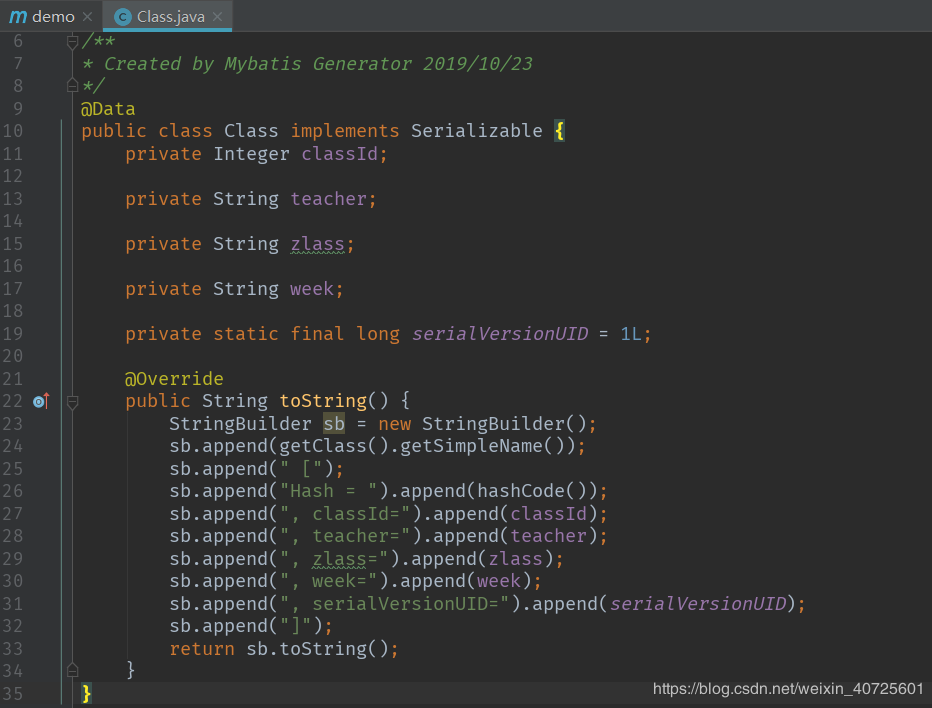 m demo × C Class.java ×
6 /**
7 * Created by Mybatis Generator 2019/10/23
8 */
9 @Data
10 public class Class implements Serializable {
11 private Integer classId;
12
13 private String teacher;
14
15 private String zlass;
16
17 private String week;
18
19 private static final long serialVersionUID = 1L;
20
21 @Override
22 public String toString() {
23 StringBuilder sb = new StringBuilder();
24 sb.append(getClass().getSimpleName());
25 sb.append(" [");
26 sb.append("Hash = ").append(hashCode());
27 sb.append(", classId=").append(classId);
28 sb.append(", teacher=").append(teacher);
29 sb.append(", zlass=").append(zlass);
30 sb.append(", week=").append(week);
31 sb.append(", serialVersionUID=").append(serialVersionUID);
32 sb.append("]");
33 return sb.toString();
34 }
35 }
https://blog.csdn.net/weixin_40725601